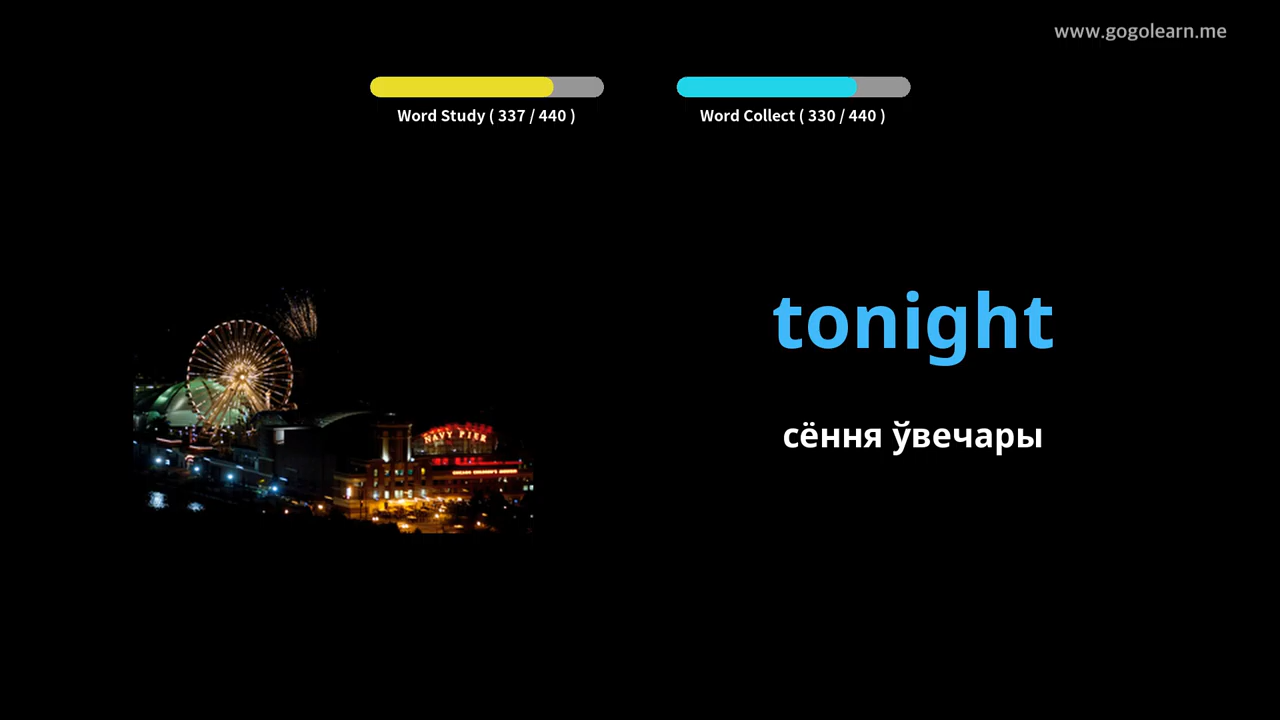 www.gogolearn.me
Word Study ( 337 / 440 )
Word Collect ( 330 / 440 )
tonight
сёння ўвечары
NAVY PIER